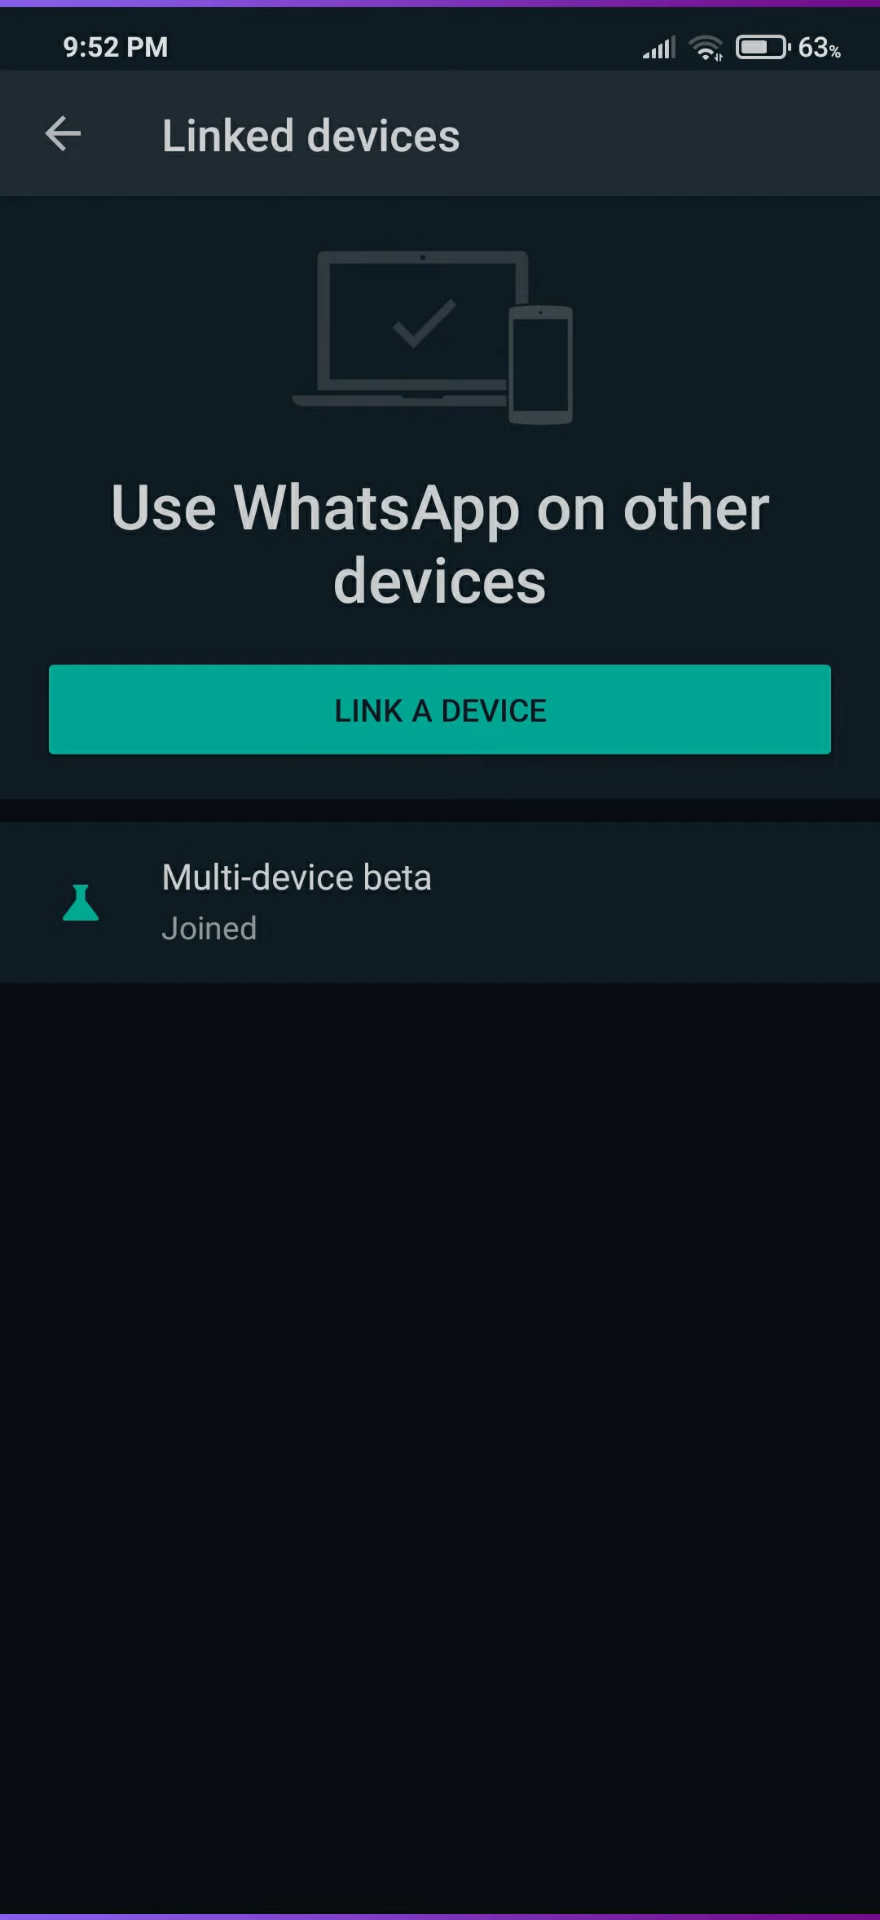 9:52 PM 63%
Linked devices
Use WhatsApp on other
devices
LINK A DEVICE
Multi-device beta
Joined